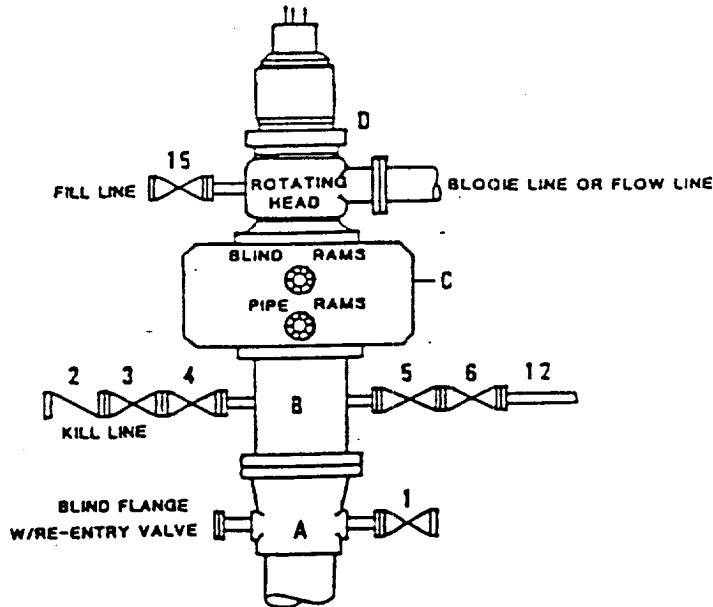 D
15
FILL LINE
ROTATING
HEAD
BLOOIE LINE OR FLOW LINE
BLIND RAMS
C
PIPE RAMS
2 3 4 5 6 12
B
KILL LINE
BLIND FLANGE
W/RE-ENTRY VALVE
1
A